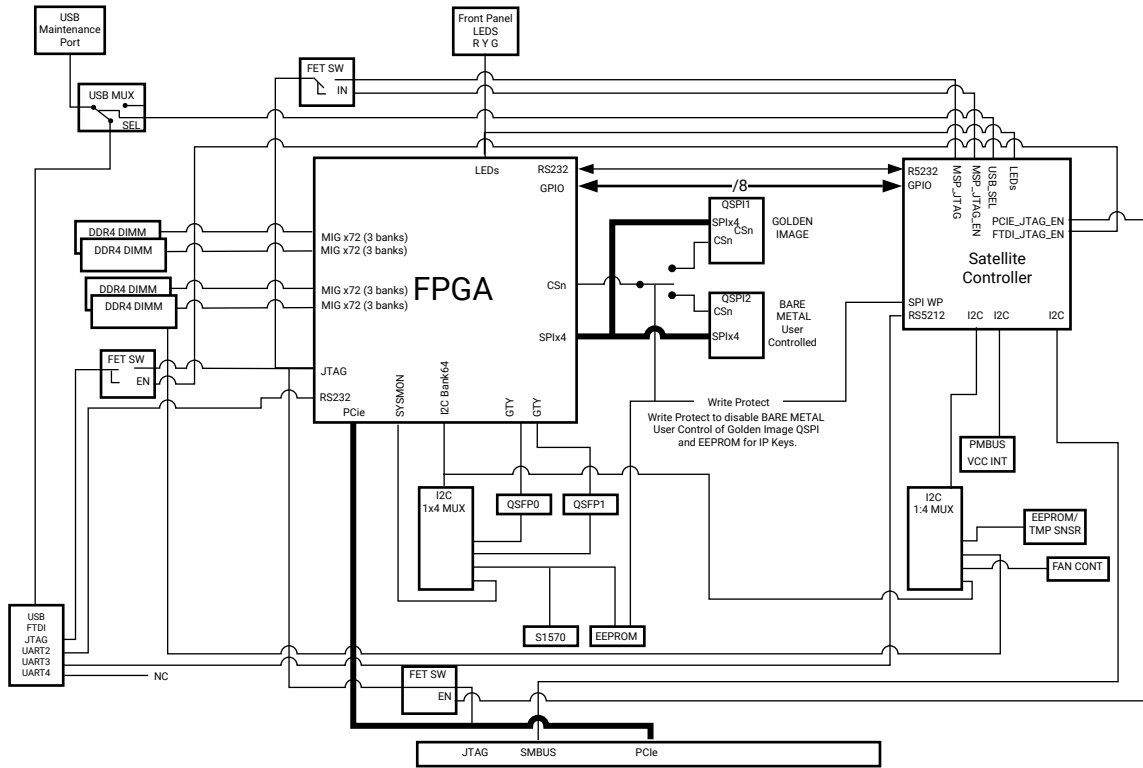 USB
Maintenance
Port
Front Panel
LEDS
R Y G
FET SW
IN
USB MUX
SEL
LEDs
RS232
GPIO
/8
R5232
GPIO
MSP_JTAG
MSP_JTAG_EN
USB_SEL
LEDs
PCIE_JTAG_EN
FTDI_JTAG_EN
Satellite
Controller
SPI WP
RS5212
I2C
I2C
I2C
DDR4 DIMM
DDR4 DIMM
DDR4 DIMM
DDR4 DIMM
MIG x72 (3 banks)
MIG x72 (3 banks)
MIG x72 (3 banks)
MIG x72 (3 banks)
FPGA
CSn
SPIx4
QSPI1
SPIx4
CSn
CSn
GOLDEN
IMAGE
QSPI2
CSn
SPIx4
BARE
METAL
User
Controlled
FET SW
EN
JTAG
RS232
PCie
SYSMON
I2C Bank64
GTY
GTY
Write Protect
Write Protect to disable BARE METAL
User Control of Golden Image QSPI
and EEPROM for IP Keys.
PMBUS
VCC INT
I2C
1x4 MUX
QSFP0
QSFP1
I2C
1:4 MUX
EEPROM/
TMP SNSR
FAN CONT
S1570
EEPROM
USB
FTDI
JTAG
UART2
UART3
UART4
NC
FET SW
EN
JTAG
SMBUS
PCIe